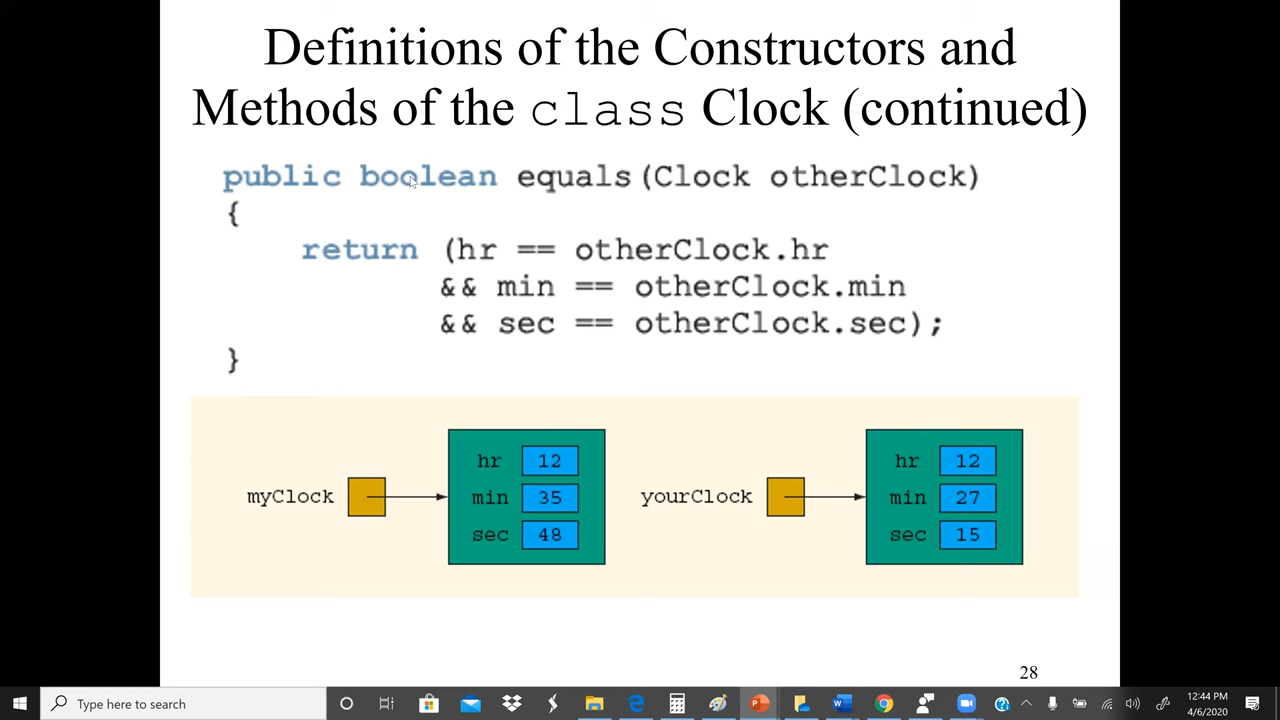 Definitions of the Constructors and
Methods of the class Clock (continued)
public boolean equals(Clock otherClock)
{
return (hr == otherClock.hr
&& min == otherClock.min
&& sec == otherClock.sec);
}
myClock
hr 12
min 35
sec 48
yourClock
hr 12
min 27
sec 15
28
Type here to search
12:44 PM
4/6/2020